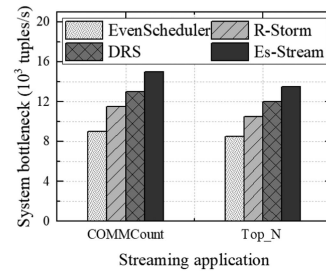 20
16
12
8
4
0
System bottleneck (10³ tuples/s)
EvenScheduler R-Storm
DRS Es-Stream
COMMCount Top_N
Streaming application